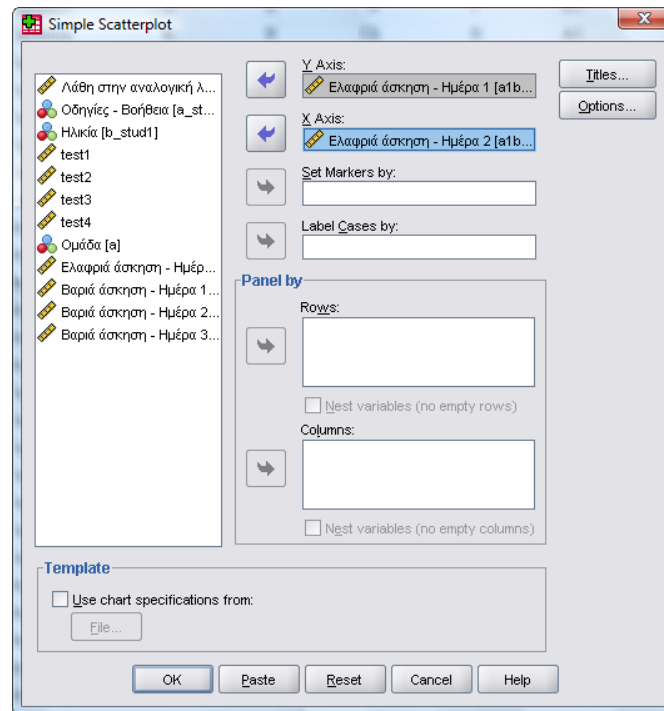 Simple Scatterplot
Λάθη στην αναλογική λ...
Οδηγίες - Βοήθεια [a_st...
Ηλικία [b_stud1]
test1
test2
test3
test4
Ομάδα [a]
Ελαφριά άσκηση - Ημέρ...
Βαριά άσκηση - Ημέρα 1...
Βαριά άσκηση - Ημέρα 2...
Βαριά άσκηση - Ημέρα 3...
Y Axis:
Ελαφριά άσκηση - Ημέρα 1 [a1b...
X Axis:
Ελαφριά άσκηση - Ημέρα 2 [a1b...
Set Markers by:
Label Cases by:
Panel by
Rows:
Nest variables (no empty rows)
Columns:
Nest variables (no empty columns)
Titles...
Options...
Template
Use chart specifications from:
File...
OK
Paste
Reset
Cancel
Help